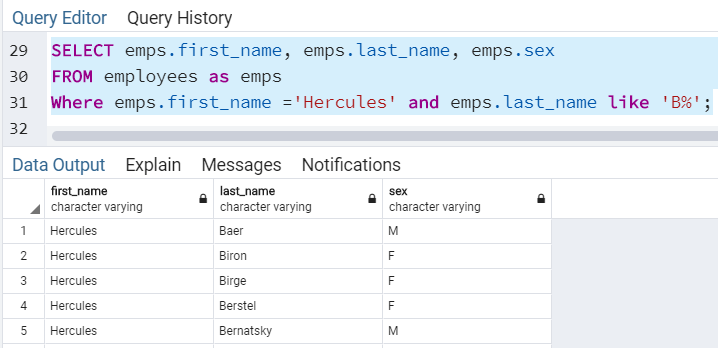 Query Editor Query History
29 SELECT emps.first_name, emps.last_name, emps.sex
30 FROM employees as emps
31 Where emps.first_name ='Hercules' and emps.last_name like 'B%';
32
Data Output Explain Messages Notifications
first_name last_name sex
character varying character varying character varying
1 Hercules Baer M
2 Hercules Biron F
3 Hercules Birge F
4 Hercules Berstel F
5 Hercules Bernatsky M